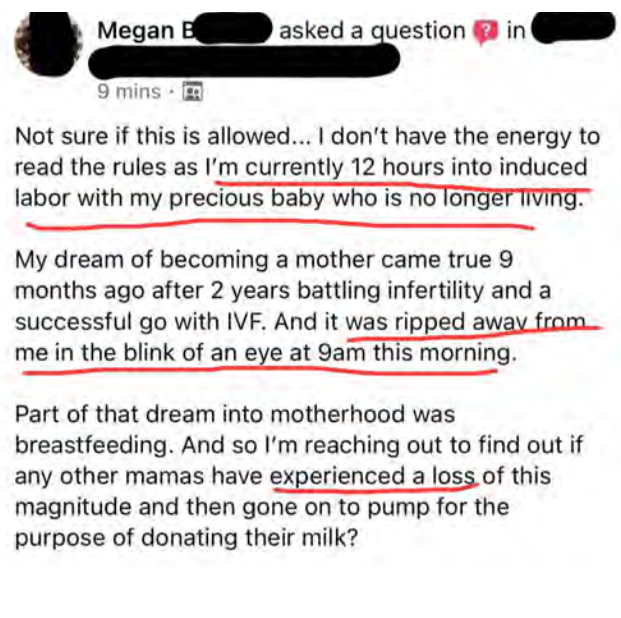 Megan B asked a question in
9 mins ·
Not sure if this is allowed... I don't have the energy to
read the rules as I'm currently 12 hours into induced
labor with my precious baby who is no longer living.
My dream of becoming a mother came true 9
months ago after 2 years battling infertility and a
successful go with IVF. And it was ripped away from
me in the blink of an eye at 9am this morning.
Part of that dream into motherhood was
breastfeeding. And so I'm reaching out to find out if
any other mamas have experienced a loss of this
magnitude and then gone on to pump for the
purpose of donating their milk?